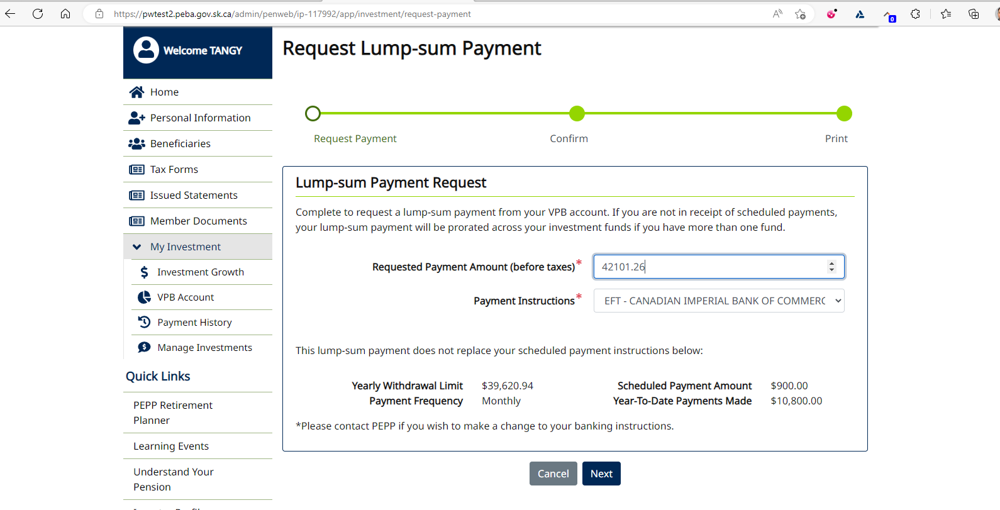 https://pwtest2.peba.gov.sk.ca/admin/penweb/ip-117992/app/investment/request-payment
0
Welcome TANGY
Home
Personal Information
Beneficiaries
Tax Forms
Issued Statements
Member Documents
My Investment
Investment Growth
VPB Account
Payment History
Manage Investments
Quick Links
PEPP Retirement
Planner
Learning Events
Understand Your
Pension
Request Lump-sum Payment
Request Payment
Confirm
Print
Lump-sum Payment Request
Complete to request a lump-sum payment from your VPB account. If you are not in receipt of scheduled payments,
your lump-sum payment will be prorated across your investment funds if you have more than one fund.
Requested Payment Amount (before taxes)* 42101.26
Payment Instructions* EFT - CANADIAN IMPERIAL BANK OF COMMERC
This lump-sum payment does not replace your scheduled payment instructions below:
Yearly Withdrawal Limit $39,620.94 Scheduled Payment Amount $900.00
Payment Frequency Monthly Year-To-Date Payments Made $10,800.00
*Please contact PEPP if you wish to make a change to your banking instructions.
Cancel Next